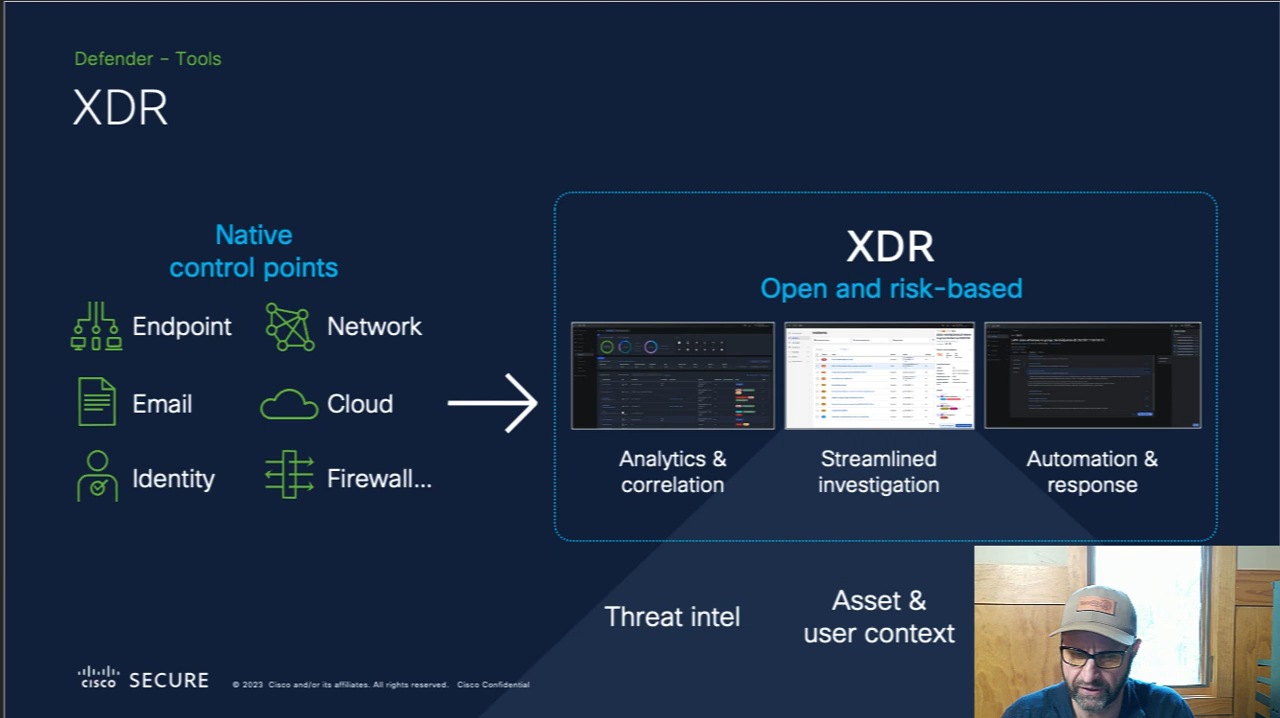 Defender – Tools
XDR
Native
control points
Endpoint
Network
Email
Cloud
Identity
Firewall...
XDR
Open and risk-based
Analytics &
correlation
Streamlined
investigation
Automation &
response
Threat intel
Asset &
user context
CISCO SECURE
© 2023 Cisco and/or its affiliates. All rights reserved. Cisco Confidential